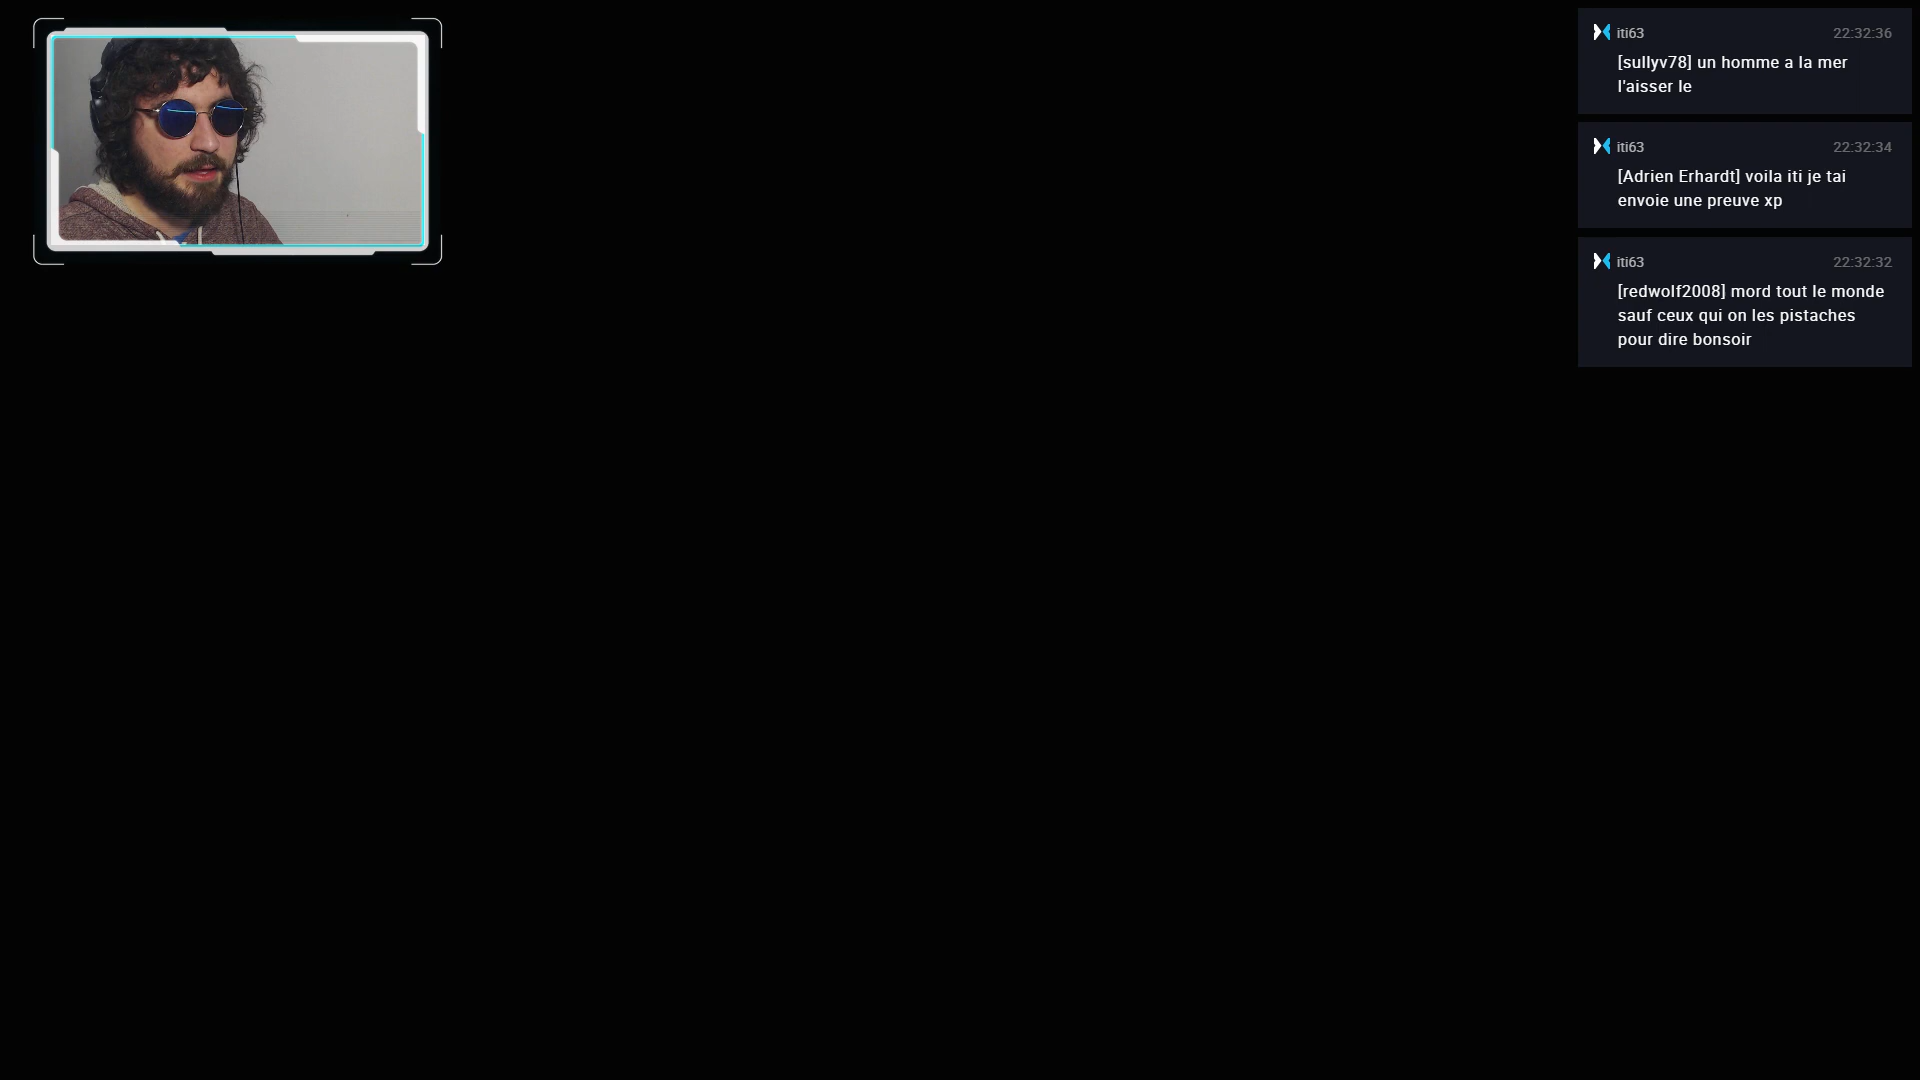 iti63 22:32:36
[sullyv78] un homme a la mer
l'aisser le
iti63 22:32:34
[Adrien Erhardt] voila iti je tai
envoie une preuve xp
iti63 22:32:32
[redwolf2008] mord tout le monde
sauf ceux qui on les pistaches
pour dire bonsoir